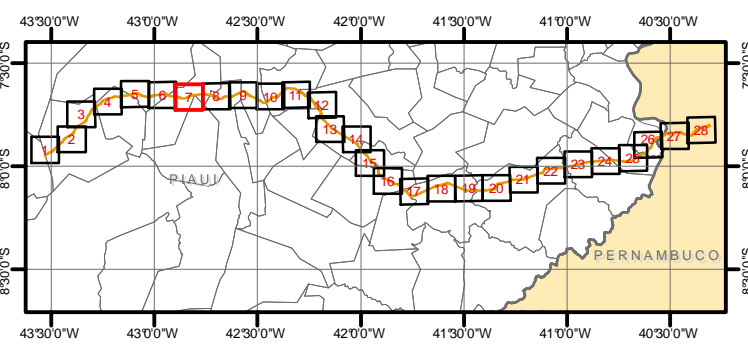 43°30'0"W 43°0'0"W 42°30'0"W 42°0'0"W 41°30'0"W 41°0'0"W 40°30'0"W
7°30'0"S 7°30'0"S
4 5 6 7 8 9 10 11 12
3
1 2 13 14 26 27 28
8°0'0"S 15 22 23 24 25 8°0'0"S
PIAUI 16 17 18 19 20 21
PERNAMBUCO
8°30'0"S 8°30'0"S
43°30'0"W 43°0'0"W 42°30'0"W 42°0'0"W 41°30'0"W 41°0'0"W 40°30'0"W